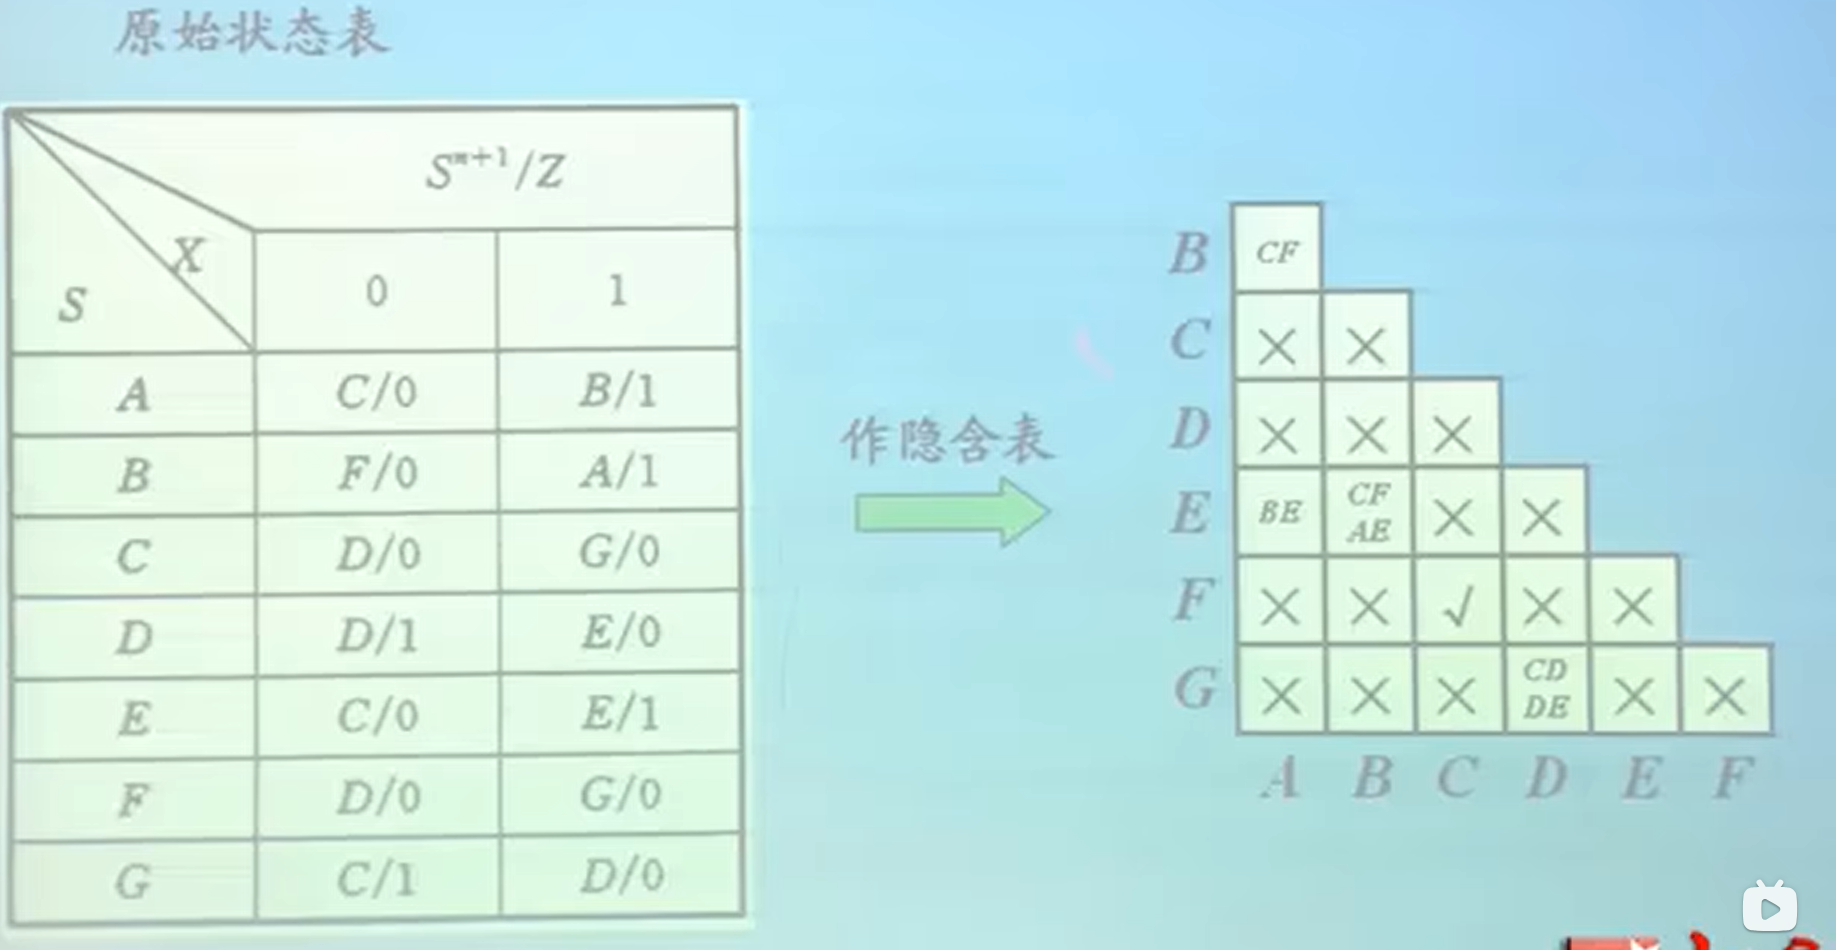 原始状态表
Sⁿ⁺¹/Z
X
S
0 1
A C/0 B/1
B F/0 A/1
C D/0 G/0
D D/1 E/0
E C/0 E/1
F D/0 G/0
G C/1 D/0
作隐含表
B CF
C × ×
D × × ×
E BE CF AE × ×
F × × √ × ×
G × × × CD DE × ×
A B C D E F